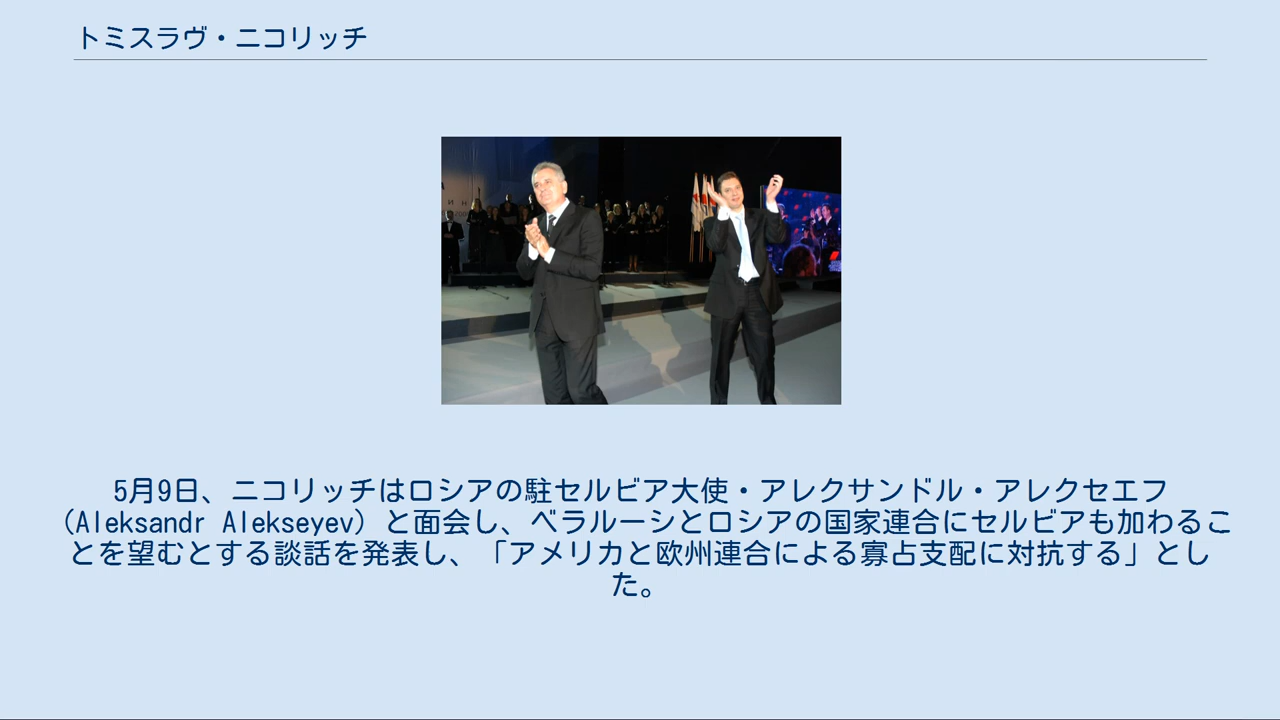 トミスラヴ・ニコリッチ
5月9日、ニコリッチはロシアの駐セルビア大使・アレクサンドル・アレクセエフ
（Aleksandr Alekseyev）と面会し、ベラルーシとロシアの国家連合にセルビアも加わるこ
とを望むとする談話を発表し、「アメリカと欧州連合による寡占支配に対抗する」とし
た。